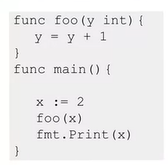 func foo(y int){
y = y + 1
}
func main(){
x := 2
foo(x)
fmt.Print(x)
}